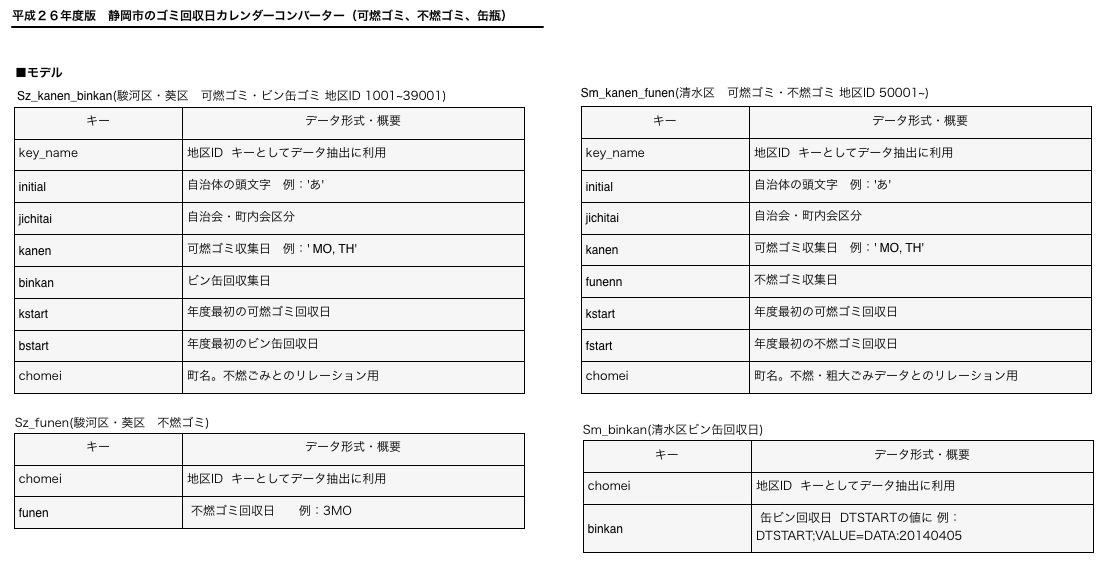 平成２６年度版　静岡市のゴミ回収日カレンダーコンバーター（可燃ゴミ、不燃ゴミ、缶瓶）
■モデル
Sz_kanen_binkan(駿河区・葵区　可燃ゴミ・ビン缶ゴミ 地区ID 1001~39001)
キー データ形式・概要
key_name 地区ID キーとしてデータ抽出に利用
initial 自治体の頭文字　例：'あ'
jichitai 自治会・町内会区分
kanen 可燃ゴミ収集日　例：' MO, TH'
binkan ビン缶回収集日
kstart 年度最初の可燃ゴミ回収日
bstart 年度最初のビン缶回収日
chomei 町名。不燃ごみとのリレーション用
Sz_funen(駿河区・葵区　不燃ゴミ)
キー データ形式・概要
chomei 地区ID キーとしてデータ抽出に利用
funen 不燃ゴミ回収日　　例：3MO
Sm_kanen_funen(清水区　可燃ゴミ・不燃ゴミ 地区ID 50001~)
キー データ形式・概要
key_name 地区ID キーとしてデータ抽出に利用
initial 自治体の頭文字　例：'あ'
jichitai 自治会・町内会区分
kanen 可燃ゴミ収集日　例：' MO, TH'
funenn 不燃ゴミ収集日
kstart 年度最初の可燃ゴミ回収日
fstart 年度最初の不燃ゴミ回収日
chomei 町名。不燃・粗大ごみデータとのリレーション用
Sm_binkan(清水区ビン缶回収日)
キー データ形式・概要
chomei 地区ID キーとしてデータ抽出に利用
binkan 缶ビン回収日 DTSTARTの値に 例：
DTSTART;VALUE=DATA:20140405